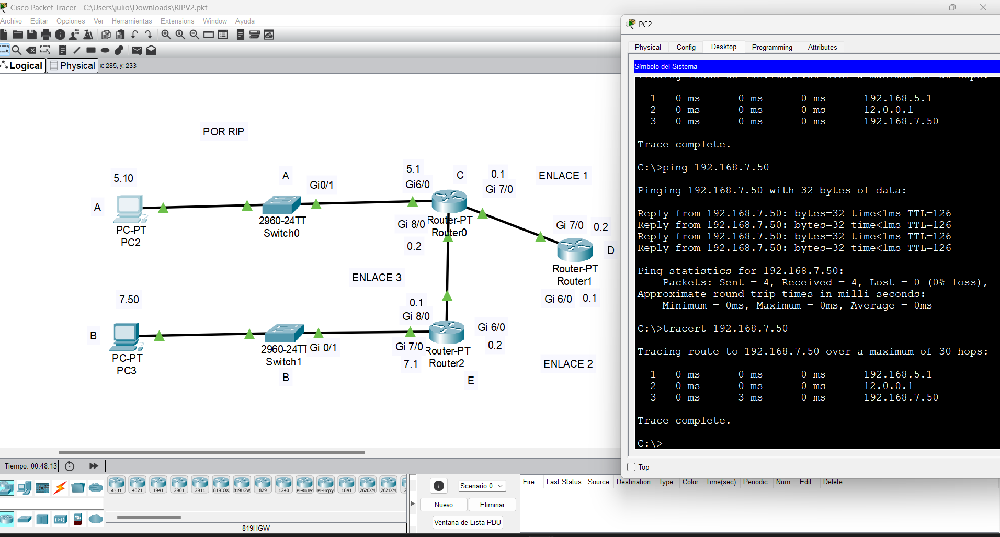 Cisco Packet Tracer - C:\Users\julio\Downloads\RIPV2.pkt
Archivo Editar Opciones Ver Herramientas Extensions Window Ayuda
Logical Physical x: 285, y: 233
POR RIP
5.10
A
PC-PT
PC2
A
Gi0/1
2960-24TT
Switch0
5.1
Gi6/0
C
0.1
Gi 7/0
ENLACE 1
Gi 8/0
Router-PT
Router0
0.2
Gi 7/0
0.2
D
Router-PT
Router1
Gi 6/0
0.1
ENLACE 3
7.50
B
PC-PT
PC3
2960-24TT
Switch1
Gi 0/1
B
0.1
Gi 8/0
Gi 7/0
7.1
Router-PT
Router2
Gi 6/0
0.2
E
ENLACE 2
Tiempo: 00:48:13
4331 4321 1941 2901 2911 819IOX 819HGW 829 1240 PT-Router PT-Empty 1841 2620XM 2621XM 2
819HGW
Scenario 0
Nuevo Eliminar
Ventana de Lista PDU
Fire Last Status Source Destination Type Color Time(sec) Periodic Num Edit Delete
PC2
Physical Config Desktop Programming Attributes
Símbolo del Sistema
Tracing route to 192.168.7.50 over a maximum of 30 hops:
1 0 ms 0 ms 0 ms 192.168.5.1
2 0 ms 0 ms 0 ms 12.0.0.1
3 0 ms 0 ms 0 ms 192.168.7.50
Trace complete.
C:\>ping 192.168.7.50
Pinging 192.168.7.50 with 32 bytes of data:
Reply from 192.168.7.50: bytes=32 time<1ms TTL=126
Reply from 192.168.7.50: bytes=32 time<1ms TTL=126
Reply from 192.168.7.50: bytes=32 time<1ms TTL=126
Reply from 192.168.7.50: bytes=32 time<1ms TTL=126
Ping statistics for 192.168.7.50:
Packets: Sent = 4, Received = 4, Lost = 0 (0% loss),
Approximate round trip times in milli-seconds:
Minimum = 0ms, Maximum = 0ms, Average = 0ms
C:\>tracert 192.168.7.50
Tracing route to 192.168.7.50 over a maximum of 30 hops:
1 0 ms 0 ms 0 ms 192.168.5.1
2 0 ms 0 ms 0 ms 12.0.0.1
3 0 ms 3 ms 0 ms 192.168.7.50
Trace complete.
C:\>
Top